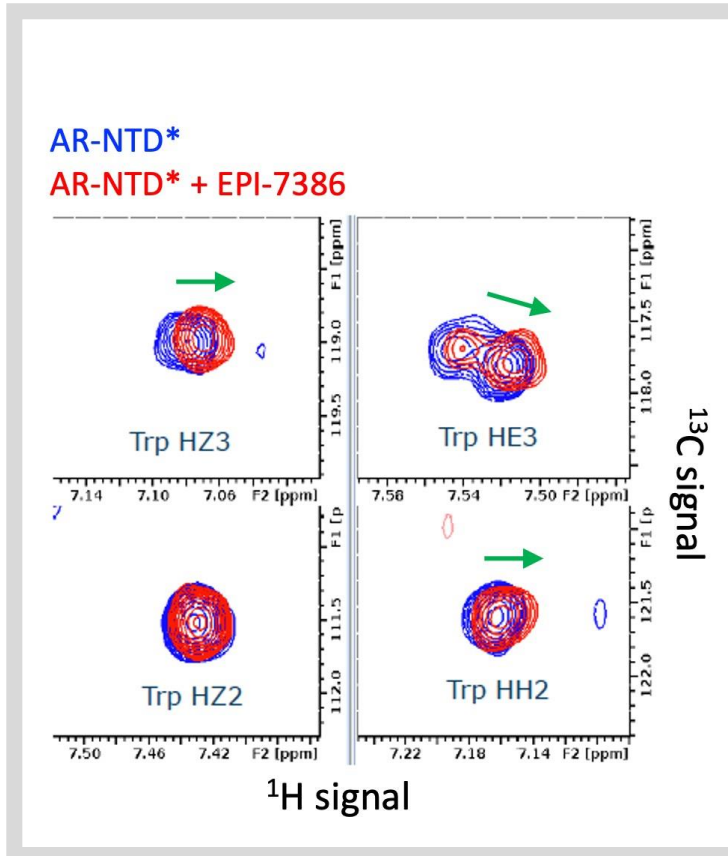 AR-NTD*
AR-NTD* + EPI-7386
F1 [ppm]
119.0
119.5
Trp HZ3
7.14 7.10 7.06 F2 [ppm]
F1 [ppm]
117.5
118.0
Trp HE3
7.58 7.54 7.50 F2 [ppm]
13C signal
F1 [p
111.5
112.0
Trp HZ2
7.50 7.46 7.42 F2 [ppm]
F1 [p
121.5
122.0
Trp HH2
7.22 7.18 7.14 F2 [ppm]
1H signal